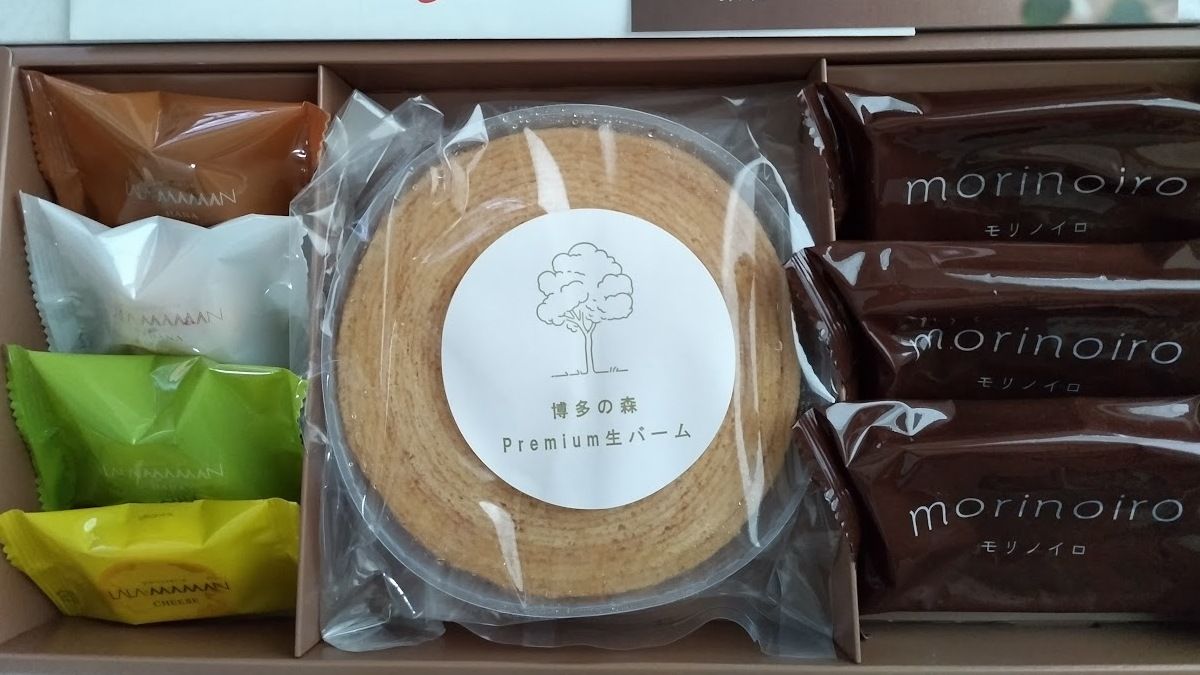 CHEESE
博多の森
Premium生バーム
morinoiro
モリノイロ
morinoiro
モリノイロ
morinoiro
モリノイロ